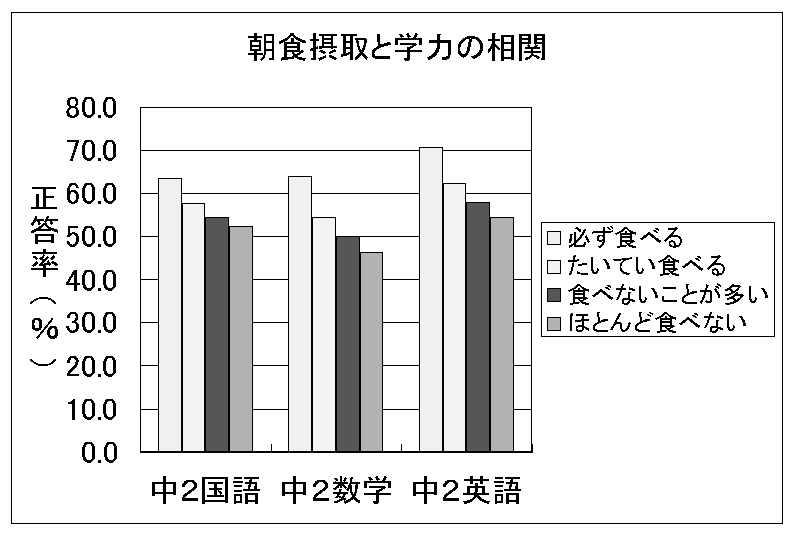 朝食摂取と学力の相関
80.0
70.0
60.0
50.0
40.0
30.0
20.0
10.0
0.0
正答率(%)
中2国語
中2数学
中2英語
必ず食べる
たいてい食べる
食べないことが多い
ほとんど食べない